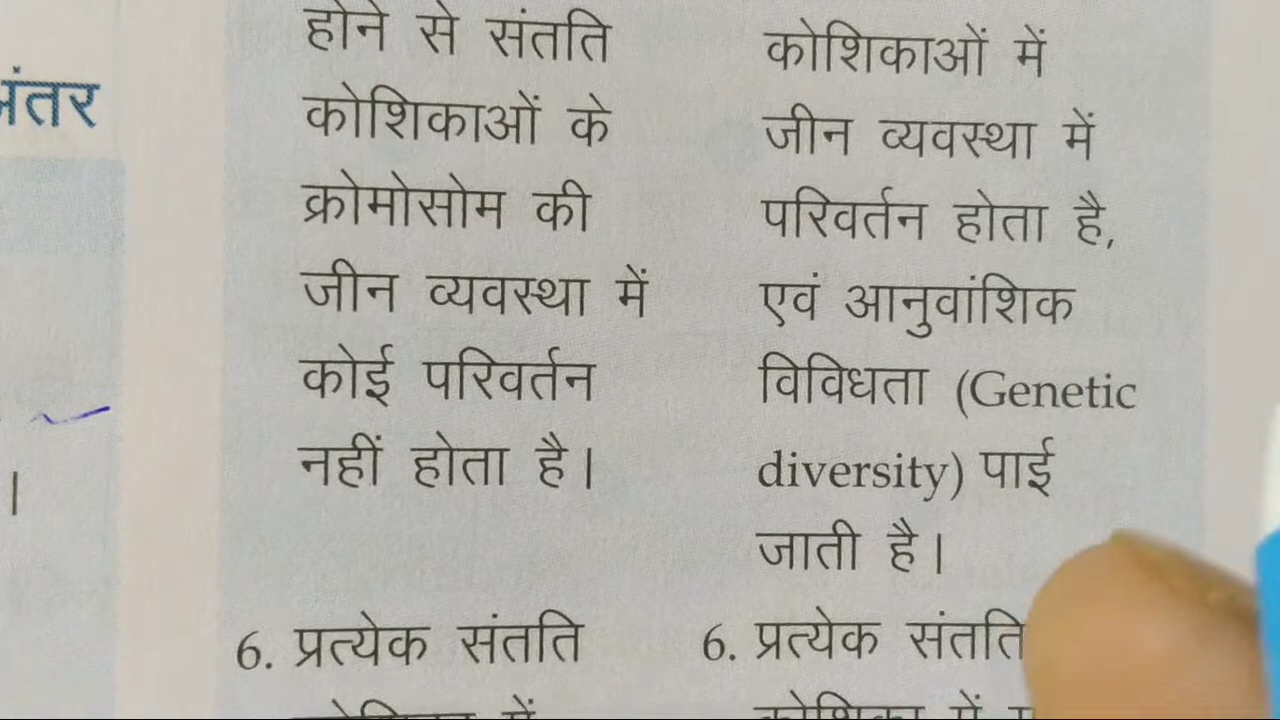 होने से संतति
कोशिकाओं के
क्रोमोसोम की
जीन व्यवस्था में
कोई परिवर्तन
नहीं होता है।
6. प्रत्येक संतति
कोशिका में
कोशिकाओं में
जीन व्यवस्था में
परिवर्तन होता है,
एवं आनुवांशिक
विविधता (Genetic
diversity) पाई
जाती है।
6. प्रत्येक संतति
कोशिका में